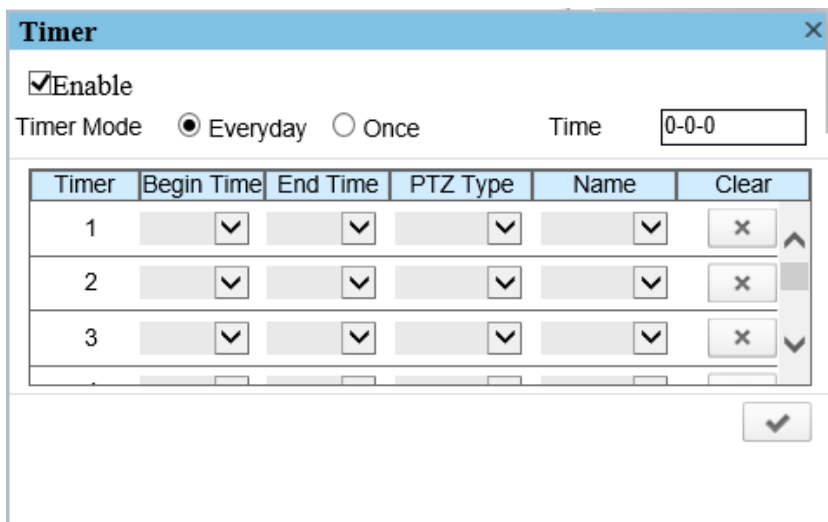 Timer
Enable
Timer Mode Everyday Once Time 0-0-0
Timer Begin Time End Time PTZ Type Name Clear
1
2
3